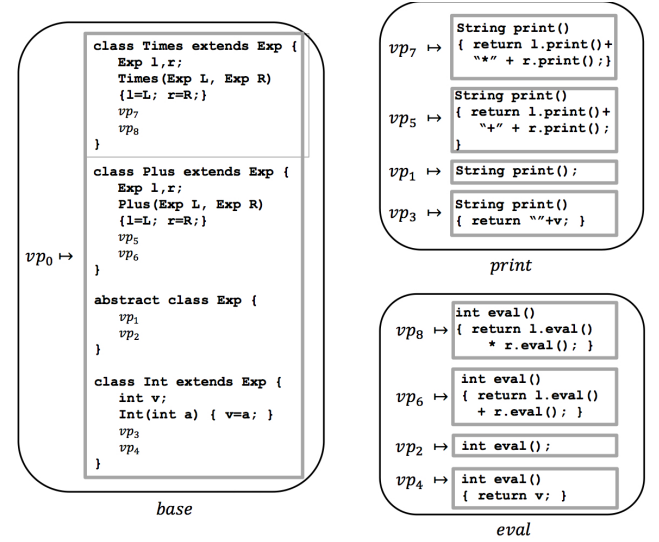 class Times extends Exp {
Exp l,r;
Times(Exp L, Exp R)
{l=L; r=R;}
vp7
vp8
}
class Plus extends Exp {
Exp l,r;
Plus(Exp L, Exp R)
{l=L; r=R;}
vp5
vp6
}
vp0 ↦
abstract class Exp {
vp1
vp2
}
class Int extends Exp {
int v;
Int(int a) { v=a; }
vp3
vp4
}
base
vp7 ↦
String print()
{ return l.print()+
“*” + r.print();}
vp5 ↦
String print()
{ return l.print()+
“+” + r.print();
}
vp1 ↦ String print();
vp3 ↦
String print()
{ return “”+v; }
print
vp8 ↦
int eval()
{ return l.eval()
* r.eval(); }
vp6 ↦
int eval()
{ return l.eval()
+ r.eval(); }
vp2 ↦ int eval();
vp4 ↦
int eval()
{ return v; }
eval